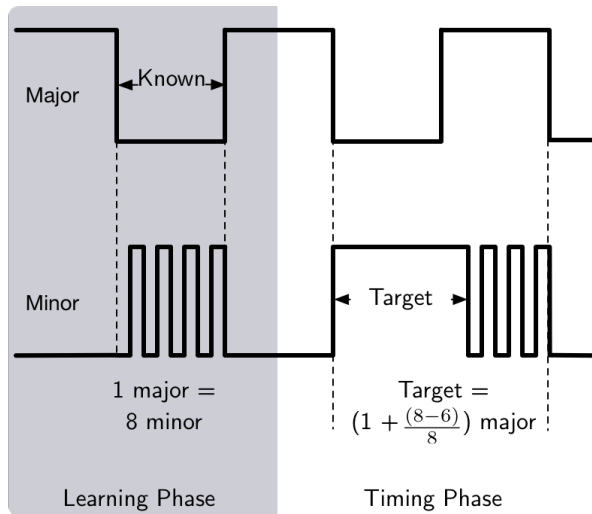 Known
Major
Minor
Target
1 major =
8 minor
Target =
(1 + (8−6)/8) major
Learning Phase
Timing Phase